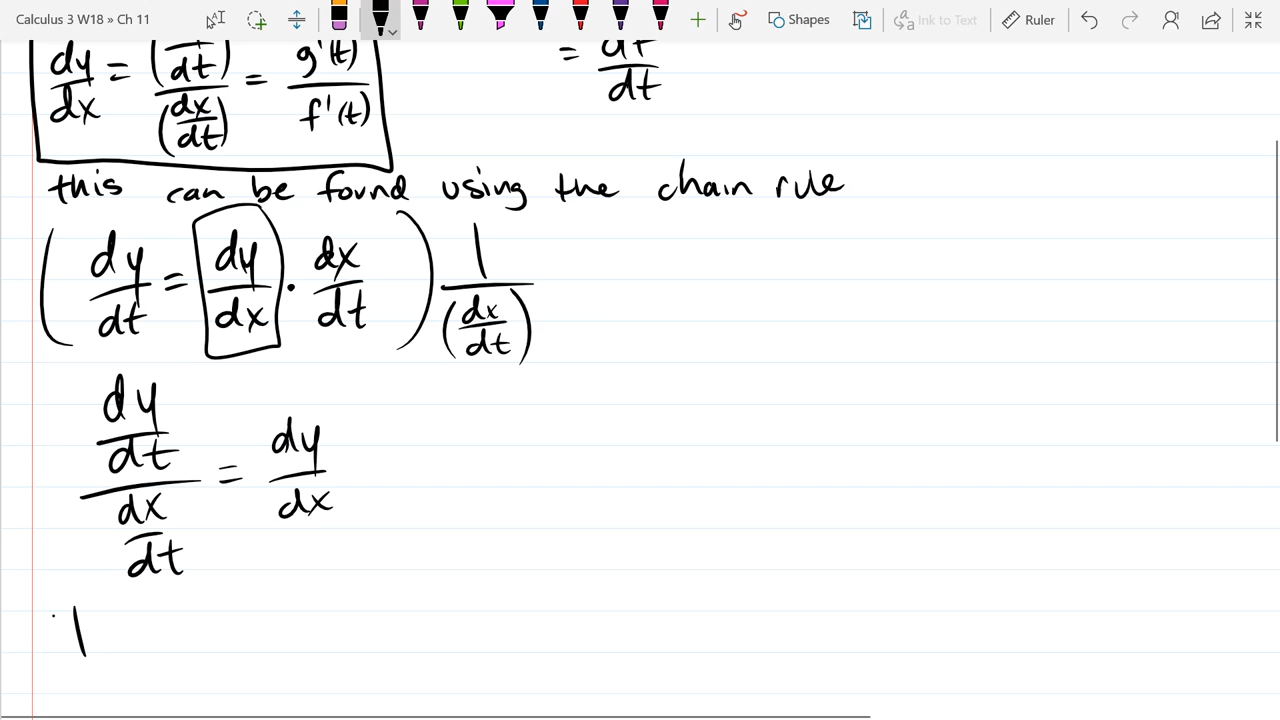 Calculus 3 W18 » Ch 11
Shapes
Ink to Text
Ruler
dy/dx = (/dt)/(dx/dt) = g'(t)/f'(t)
= /dt
this can be found using the chain rule
(dy/dt = dy/dx · dx/dt) 1/(dx/dt)
(dy/dt)/(dx/dt) = dy/dx